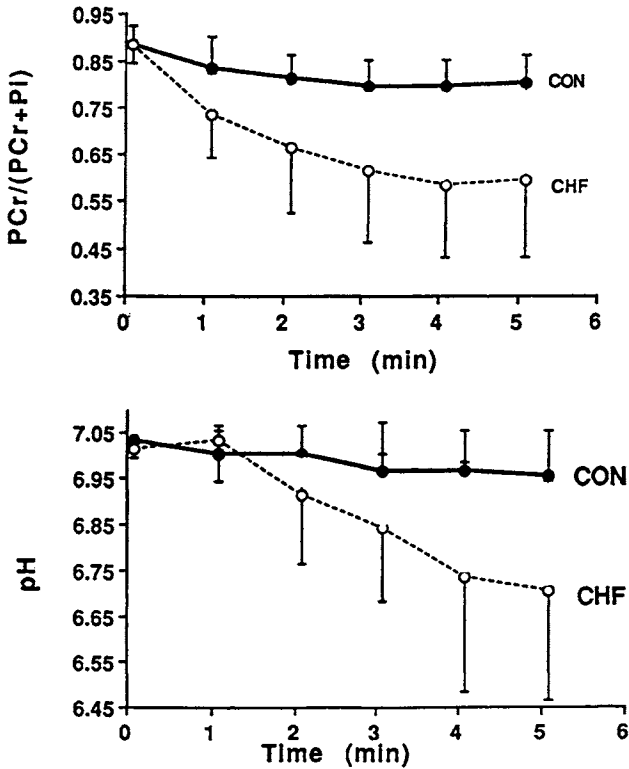 0.95
0.85
0.75
0.65
0.55
0.45
0.35
PCr/(PCr+Pi)
CON
CHF
0 1 2 3 4 5 6
Time (min)
7.05
6.95
6.85
6.75
6.65
6.55
6.45
pH
CON
CHF
0 1 2 3 4 5 6
Time (min)